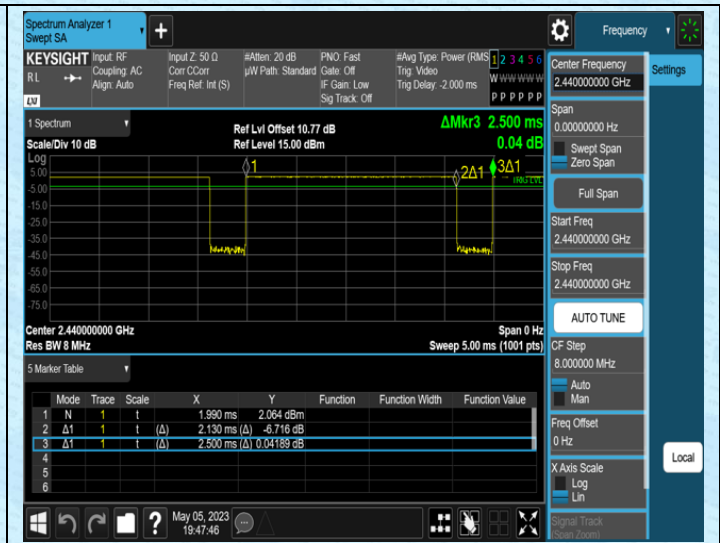 Spectrum Analyzer 1
Swept SA
Frequency
KEYSIGHT
RL
LXI
Input: RF
Coupling: AC
Align: Auto
Input Z: 50 Ω
Corr CCorr
Freq Ref: Int (S)
#Atten: 20 dB
µW Path: Standard
PNO: Fast
Gate: Off
IF Gain: Low
Sig Track: Off
#Avg Type: Power (RMS
Trig: Video
Trig Delay: -2.000 ms
1 2 3 4 5 6
W W W W W W
P P P P P P
Center Frequency
2.440000000 GHz
Settings
Span
0.00000000 Hz
Swept Span
Zero Span
Full Span
Start Freq
2.440000000 GHz
Stop Freq
2.440000000 GHz
AUTO TUNE
CF Step
8.000000 MHz
Auto
Man
Freq Offset
0 Hz
X Axis Scale
Log
Lin
Signal Track
(Span Zoom)
Local
1 Spectrum
Scale/Div 10 dB
Ref Lvl Offset 10.77 dB
Ref Level 15.00 dBm
ΔMkr3 2.500 ms
0.04 dB
Log
5.00
-5.00
-15.0
-25.0
-35.0
-45.0
-55.0
-65.0
-75.0
1
2Δ1
3Δ1
TRIG LVL
Center 2.440000000 GHz
Span 0 Hz
Res BW 8 MHz
Sweep 5.00 ms (1001 pts)
5 Marker Table
Mode Trace Scale X Y Function Function Width Function Value
1 N 1 t 1.990 ms 2.064 dBm
2 Δ1 1 t (Δ) 2.130 ms (Δ) -6.716 dB
3 Δ1 1 t (Δ) 2.500 ms (Δ) 0.04189 dB
4
5
6
?
May 05, 2023
19:47:46